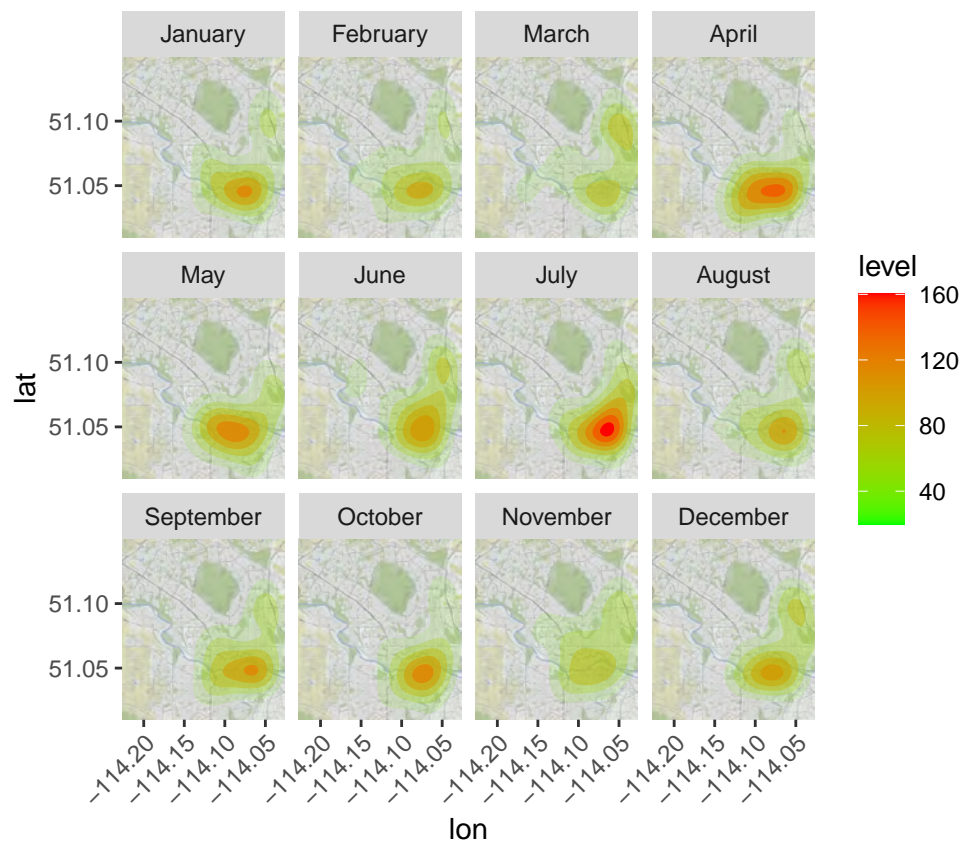 January February March April
51.10
51.05
May June July August
51.10
51.05
September October November December
51.10
51.05
−114.20 −114.15 −114.10 −114.05 −114.20 −114.15 −114.10 −114.05 −114.20 −114.15 −114.10 −114.05 −114.20 −114.15 −114.10 −114.05
lon
lat
level
160
120
80
40